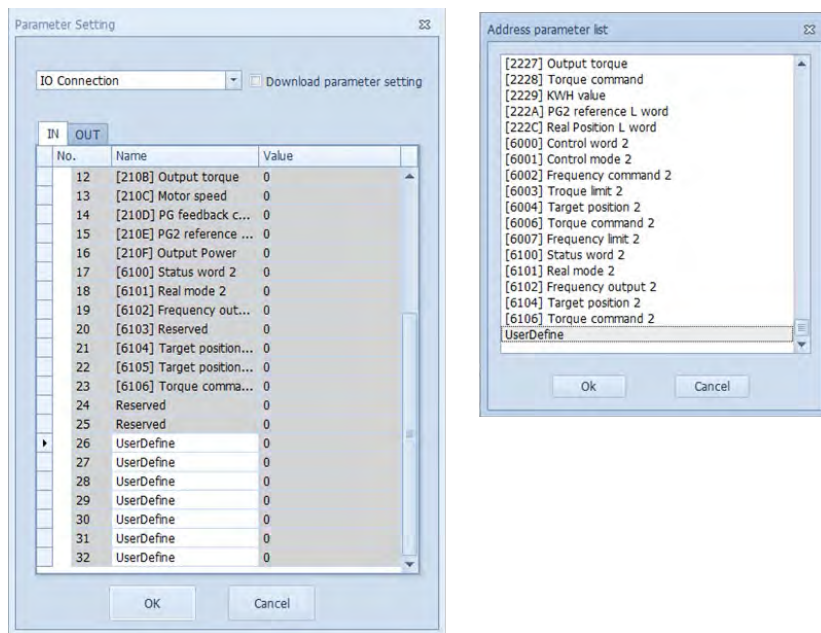 Parameter Setting
IO Connection
Download parameter setting
IN OUT
No. Name Value
12 [210B] Output torque 0
13 [210C] Motor speed 0
14 [210D] PG feedback c... 0
15 [210E] PG2 reference ... 0
16 [210F] Output Power 0
17 [6100] Status word 2 0
18 [6101] Real mode 2 0
19 [6102] Frequency out... 0
20 [6103] Reserved 0
21 [6104] Target position... 0
22 [6105] Target position... 0
23 [6106] Torque comma... 0
24 Reserved 0
25 Reserved 0
26 UserDefine 0
27 UserDefine 0
28 UserDefine 0
29 UserDefine 0
30 UserDefine 0
31 UserDefine 0
32 UserDefine 0
OK Cancel
Address parameter list
[2227] Output torque
[2228] Torque command
[2229] KWH value
[222A] PG2 reference L word
[222C] Real Position L word
[6000] Control word 2
[6001] Control mode 2
[6002] Frequency command 2
[6003] Troque limit 2
[6004] Target position 2
[6006] Torque command 2
[6007] Frequency limit 2
[6100] Status word 2
[6101] Real mode 2
[6102] Frequency output 2
[6104] Target position 2
[6106] Torque command 2
UserDefine
Ok Cancel